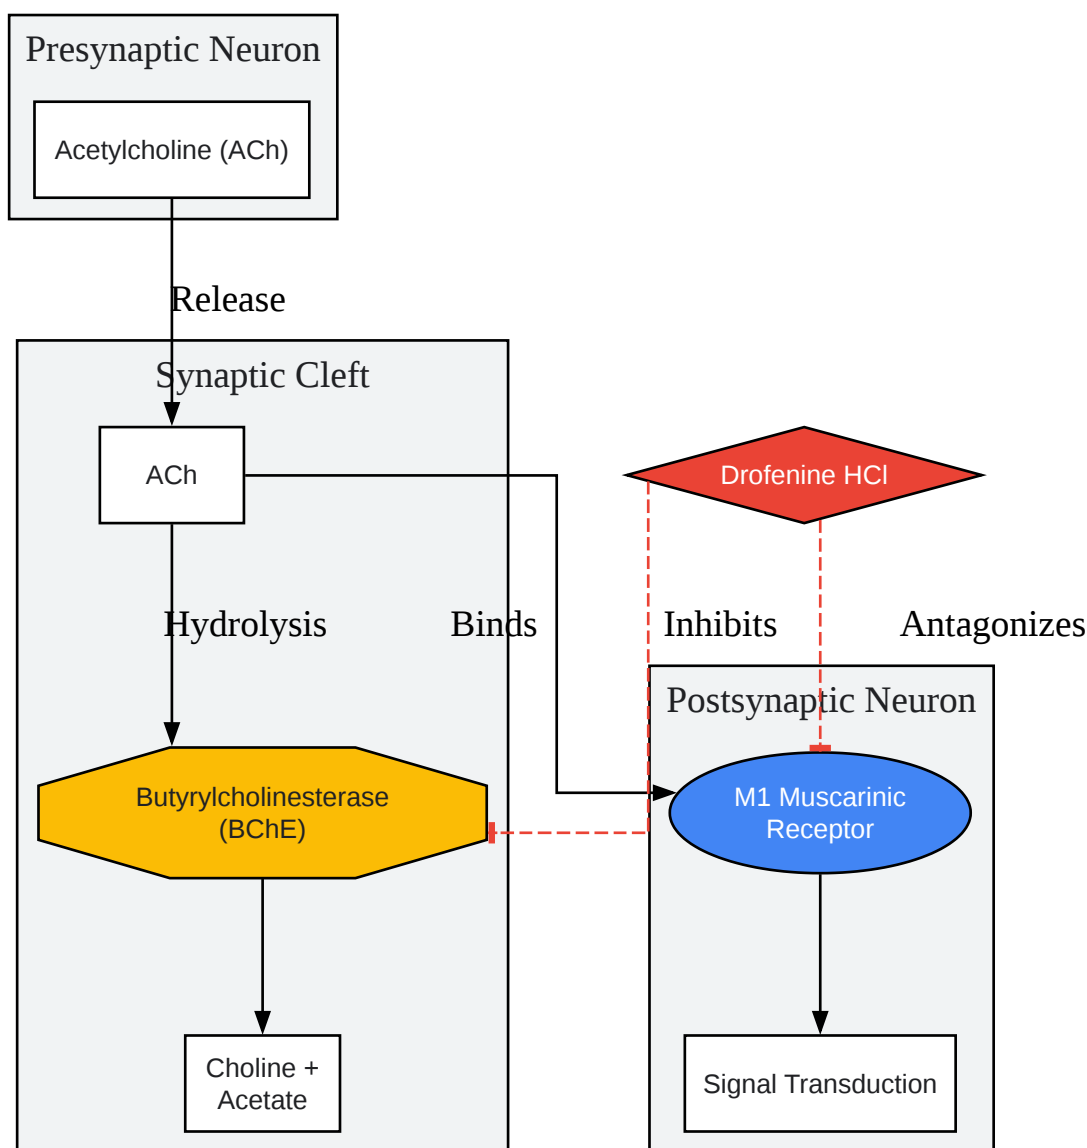 Presynaptic Neuron
Acetylcholine (ACh)
Release
Synaptic Cleft
ACh
Drofenine HCl
Hydrolysis
Binds
Inhibits
Antagonizes
Postsynaptic Neuron
Butyrylcholinesterase
(BChE)
M1 Muscarinic
Receptor
Choline +
Acetate
Signal Transduction